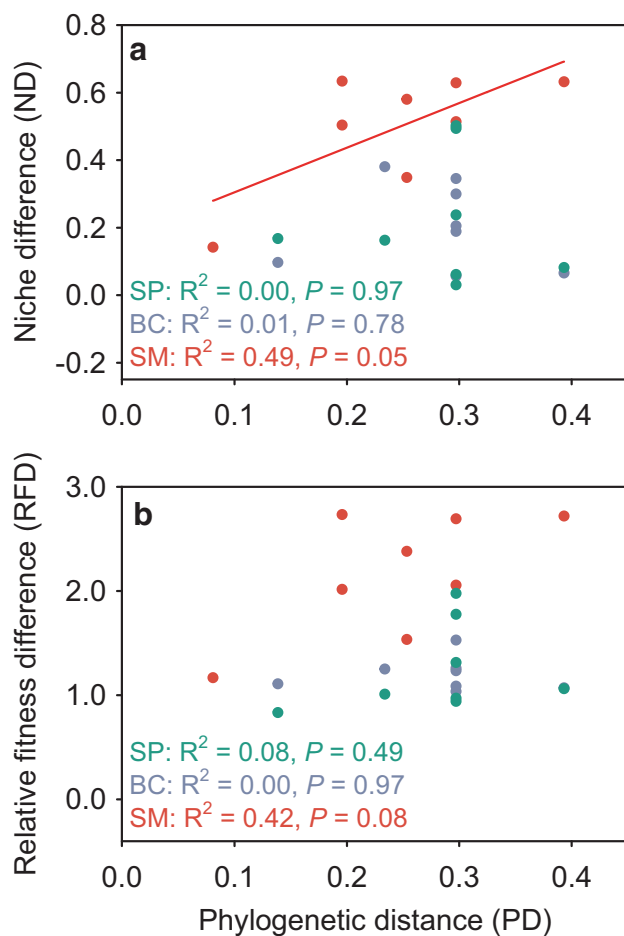 a
Niche difference (ND)
0.8
0.6
0.4
0.2
0.0
-0.2
SP: R² = 0.00, P = 0.97
BC: R² = 0.01, P = 0.78
SM: R² = 0.49, P = 0.05
0.0 0.1 0.2 0.3 0.4
b
Relative fitness difference (RFD)
3.0
2.0
1.0
0.0
SP: R² = 0.08, P = 0.49
BC: R² = 0.00, P = 0.97
SM: R² = 0.42, P = 0.08
0.0 0.1 0.2 0.3 0.4
Phylogenetic distance (PD)